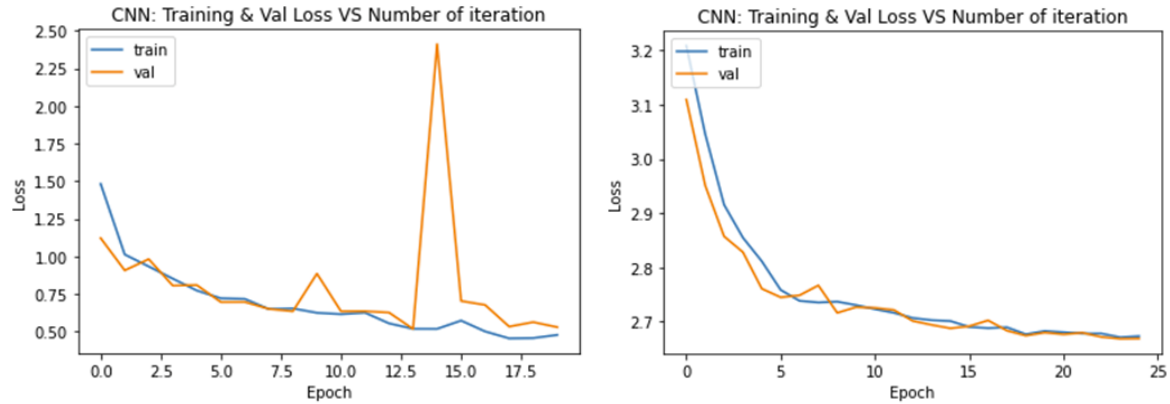 CNN: Training & Val Loss VS Number of iteration
train
val
2.50
2.25
2.00
1.75
1.50
1.25
1.00
0.75
0.50
Loss
0.0 2.5 5.0 7.5 10.0 12.5 15.0 17.5
Epoch
CNN: Training & Val Loss VS Number of iteration
train
val
3.2
3.1
3.0
2.9
2.8
2.7
Loss
0 5 10 15 20 25
Epoch